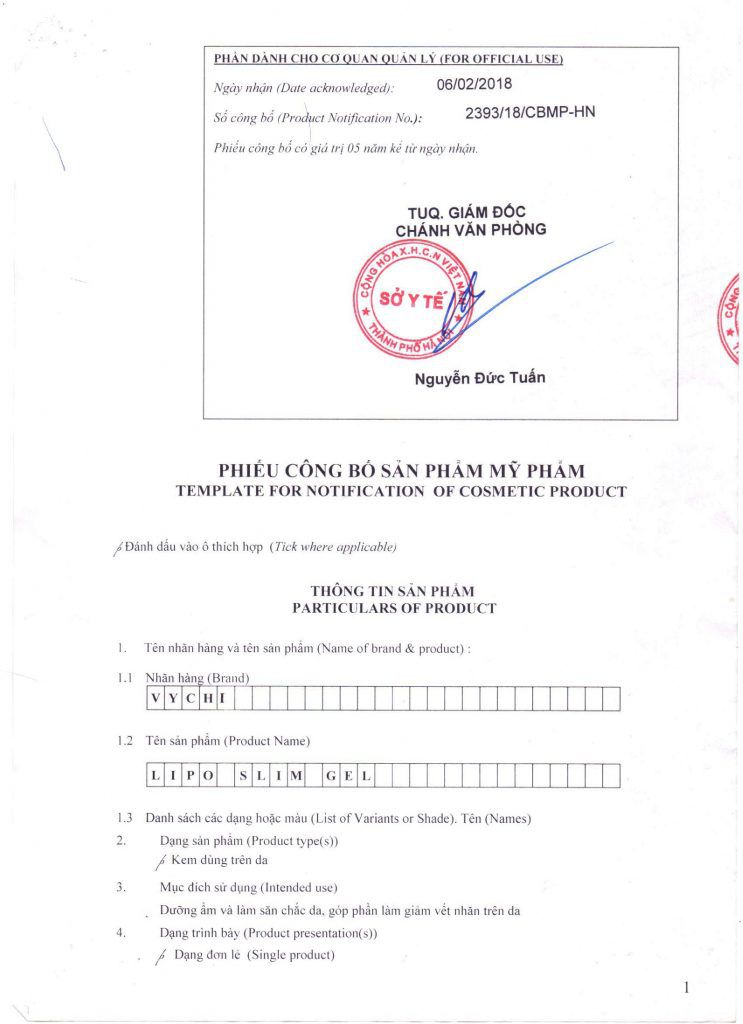 PHẦN DÀNH CHO CƠ QUAN QUẢN LÝ (FOR OFFICIAL USE)
Ngày nhận (Date acknowledged): 06/02/2018
Số công bố (Product Notification No.): 2393/18/CBMP-HN
Phiếu công bố có giá trị 05 năm kể từ ngày nhận.
TUQ. GIÁM ĐỐC
CHÁNH VĂN PHÒNG
CỘNG HÒA X.H.C.N VIỆT NAM
SỞ Y TẾ
THÀNH PHỐ HÀ NỘI
Nguyễn Đức Tuấn
PHIẾU CÔNG BỐ SẢN PHẨM MỸ PHẨM
TEMPLATE FOR NOTIFICATION OF COSMETIC PRODUCT
Đánh dấu vào ô thích hợp (Tick where applicable)
THÔNG TIN SẢN PHẨM
PARTICULARS OF PRODUCT
1. Tên nhãn hàng và tên sản phẩm (Name of brand & product) :
1.1 Nhãn hàng (Brand)
VYCHI
1.2 Tên sản phẩm (Product Name)
LIPO SLIM GEL
1.3 Danh sách các dạng hoặc màu (List of Variants or Shade). Tên (Names)
2. Dạng sản phẩm (Product type(s))
Kem dùng trên da
3. Mục đích sử dụng (Intended use)
Dưỡng ẩm và làm săn chắc da, góp phần làm giảm vết nhăn trên da
4. Dạng trình bày (Product presentation(s))
Dạng đơn lẻ (Single product)
1